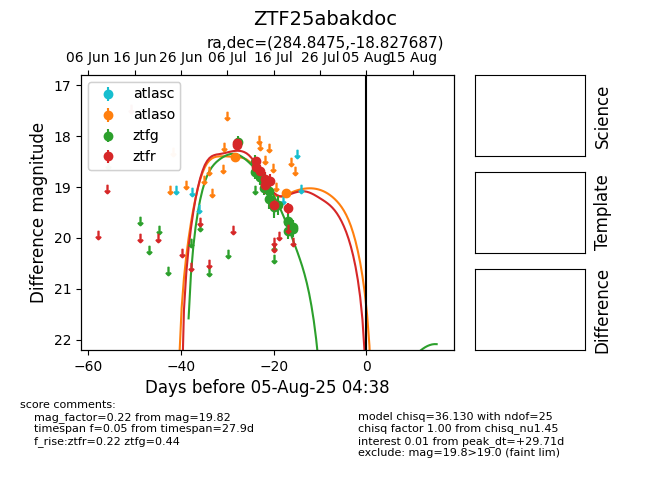 ZTF25abakdoc
ra,dec=(284.8475,-18.827687)
06 Jun 16 Jun 26 Jun 06 Jul 16 Jul 26 Jul 05 Aug 15 Aug
atlasc
atlaso
ztfg
ztfr
17
18
19
20
21
22
Difference magnitude
−60 −40 −20 0
Days before 05-Aug-25 04:38
Science
Template
Difference
score comments:
mag_factor=0.22 from mag=19.82
timespan f=0.05 from timespan=27.9d
f_rise:ztfr=0.22 ztfg=0.44
model chisq=36.130 with ndof=25
chisq factor 1.00 from chisq_nu1.45
interest 0.01 from peak_dt=+29.71d
exclude: mag=19.8>19.0 (faint lim)